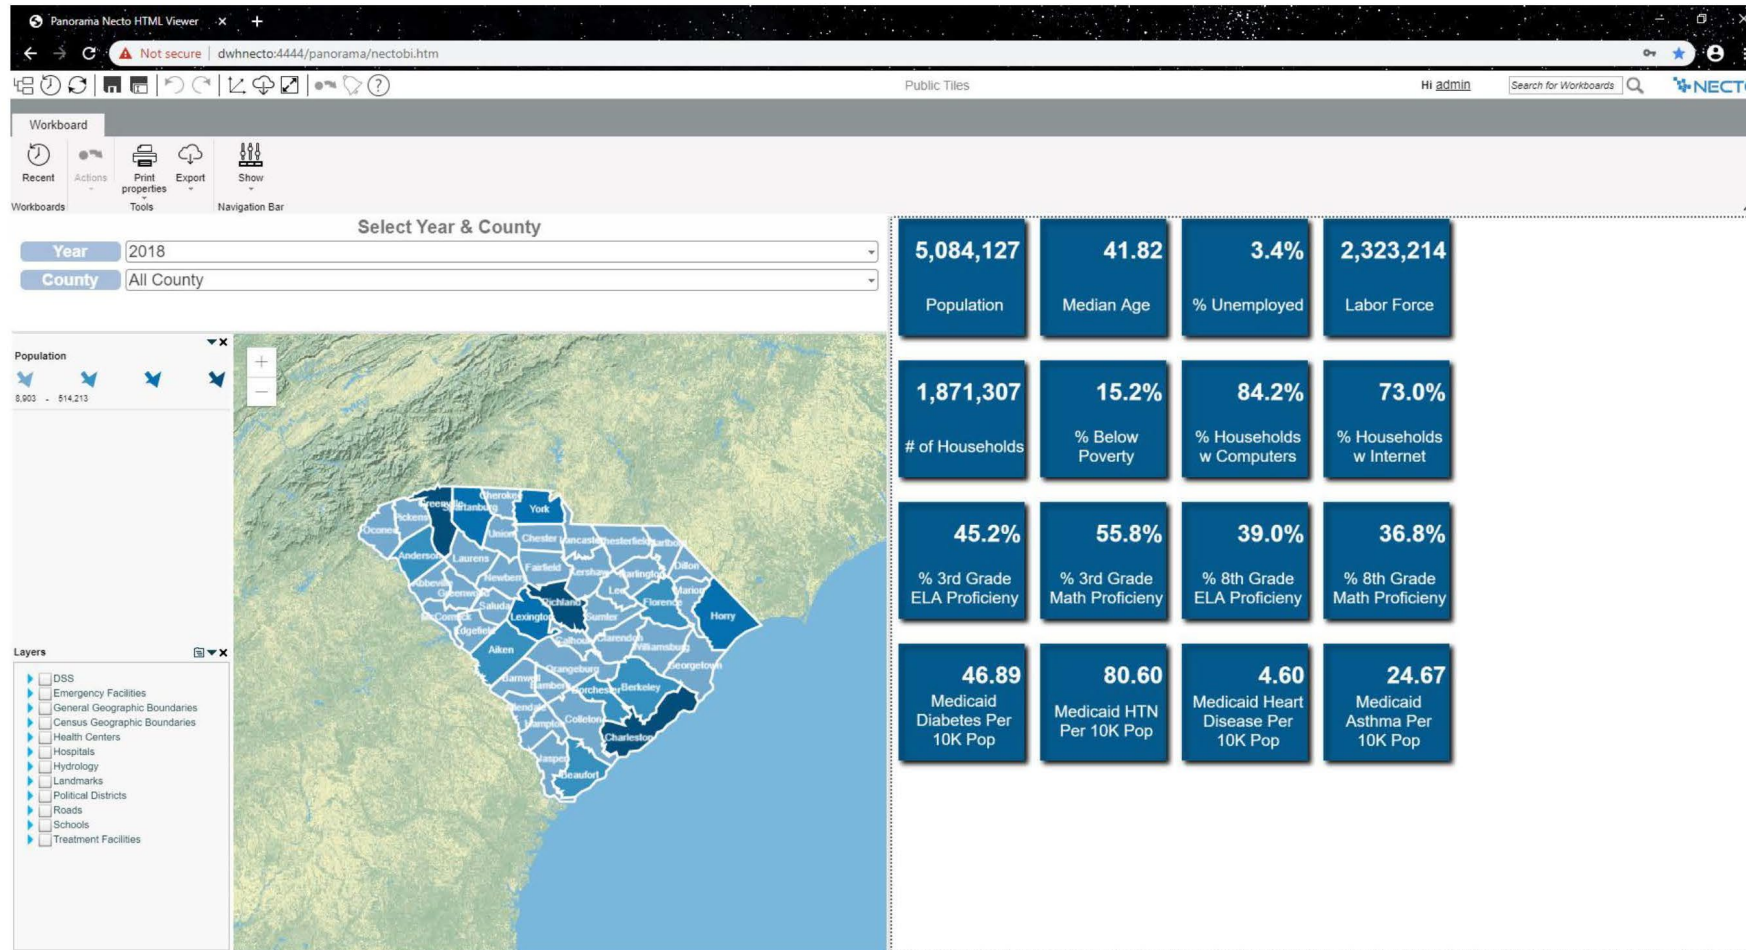 Panorama Necto HTML Viewer
Not secure | dwhnecto:4444/panorama/nectobi.htm
Public Tiles
Hi admin
Search for Workboards
NECTO
Workboard
Recent
Actions
Print properties
Export
Show
Workboards
Tools
Navigation Bar
Select Year & County
Year
2018
County
All County
Population
8,903 - 514,213
Layers
DSS
Emergency Facilities
General Geographic Boundaries
Census Geographic Boundaries
Health Centers
Hospitals
Hydrology
Landmarks
Political Districts
Roads
Schools
Treatment Facilities
Cherokee
Greenville
York
Pickens
Oconee
Union
Chester
Anderson
Laurens
Fairfield
Kershaw
Darlington
Dillon
Newberry
Greenwood
Lee
Marion
Saluda
Richland
Florence
Horry
McCormick
Lexington
Sumter
Edgefield
Calhoun
Clarendon
Williamsburg
Aiken
Orangeburg
Georgetown
Barnwell
Bamberg
Dorchester
Berkeley
Hampton
Colleton
Charleston
Jasper
Beaufort
5,084,127
Population
41.82
Median Age
3.4%
% Unemployed
2,323,214
Labor Force
1,871,307
# of Households
15.2%
% Below
Poverty
84.2%
% Households
w Computers
73.0%
% Households
w Internet
45.2%
% 3rd Grade
ELA Proficieny
55.8%
% 3rd Grade
Math Proficieny
39.0%
% 8th Grade
ELA Proficieny
36.8%
% 8th Grade
Math Proficieny
46.89
Medicaid
Diabetes Per
10K Pop
80.60
Medicaid HTN
Per 10K Pop
4.60
Medicaid Heart
Disease Per
10K Pop
24.67
Medicaid
Asthma Per
10K Pop